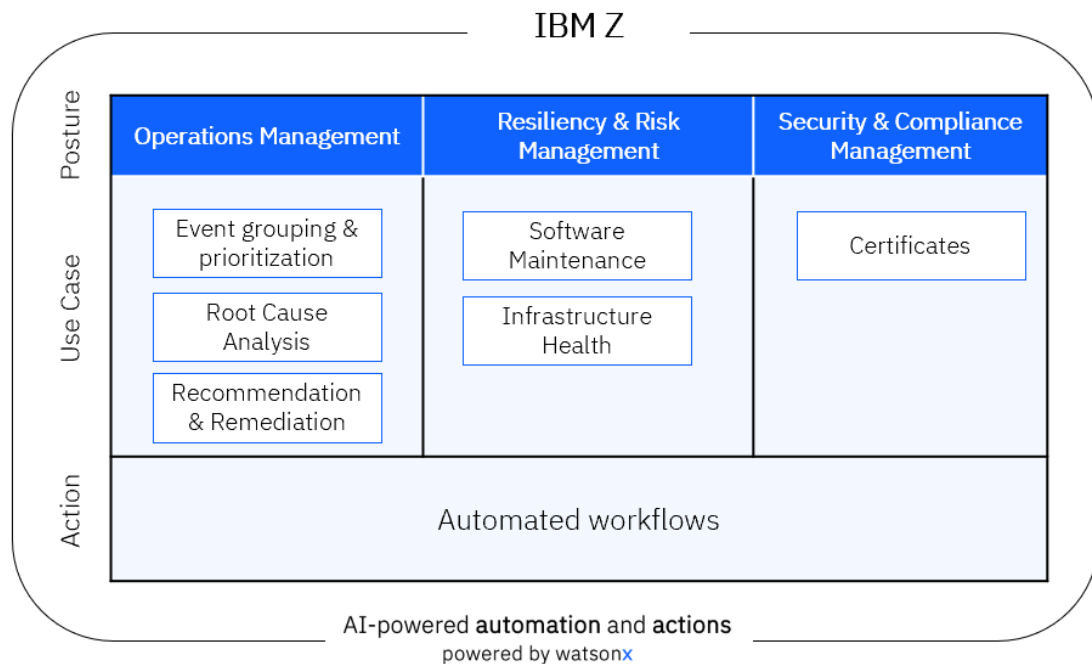 IBM Z
Posture
Operations Management
Resiliency & Risk
Management
Security & Compliance
Management
Use Case
Event grouping &
prioritization
Root Cause
Analysis
Recommendation
& Remediation
Software
Maintenance
Infrastructure
Health
Certificates
Action
Automated workflows
AI-powered automation and actions
powered by watsonx